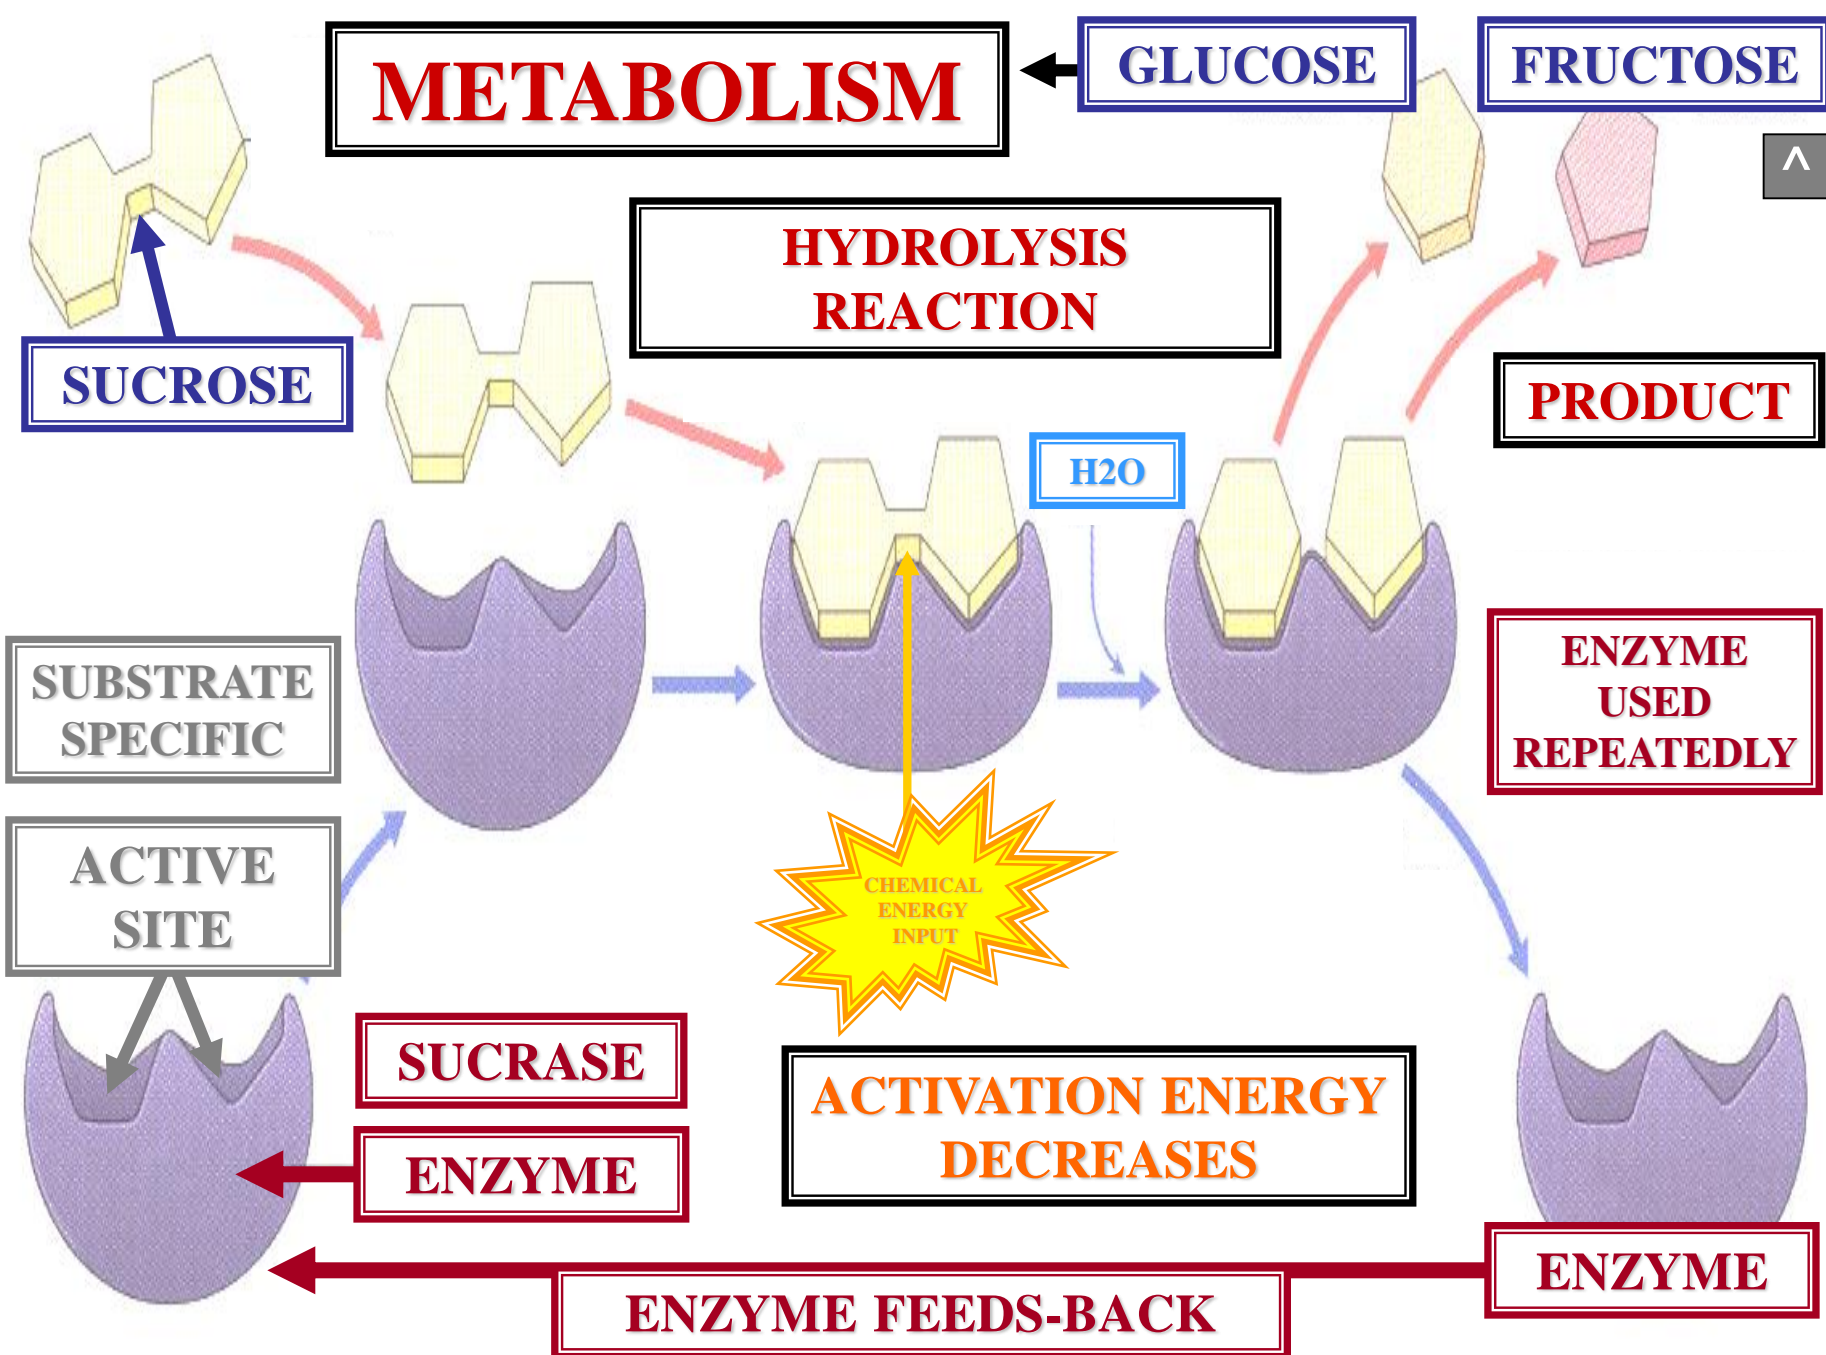 METABOLISM
GLUCOSE
FRUCTOSE
^
HYDROLYSIS
REACTION
SUCROSE
PRODUCT
H2O
SUBSTRATE
SPECIFIC
ENZYME
USED
REPEATEDLY
ACTIVE
SITE
CHEMICAL
ENERGY
INPUT
SUCRASE
ENZYME
ACTIVATION ENERGY
DECREASES
ENZYME
ENZYME FEEDS-BACK